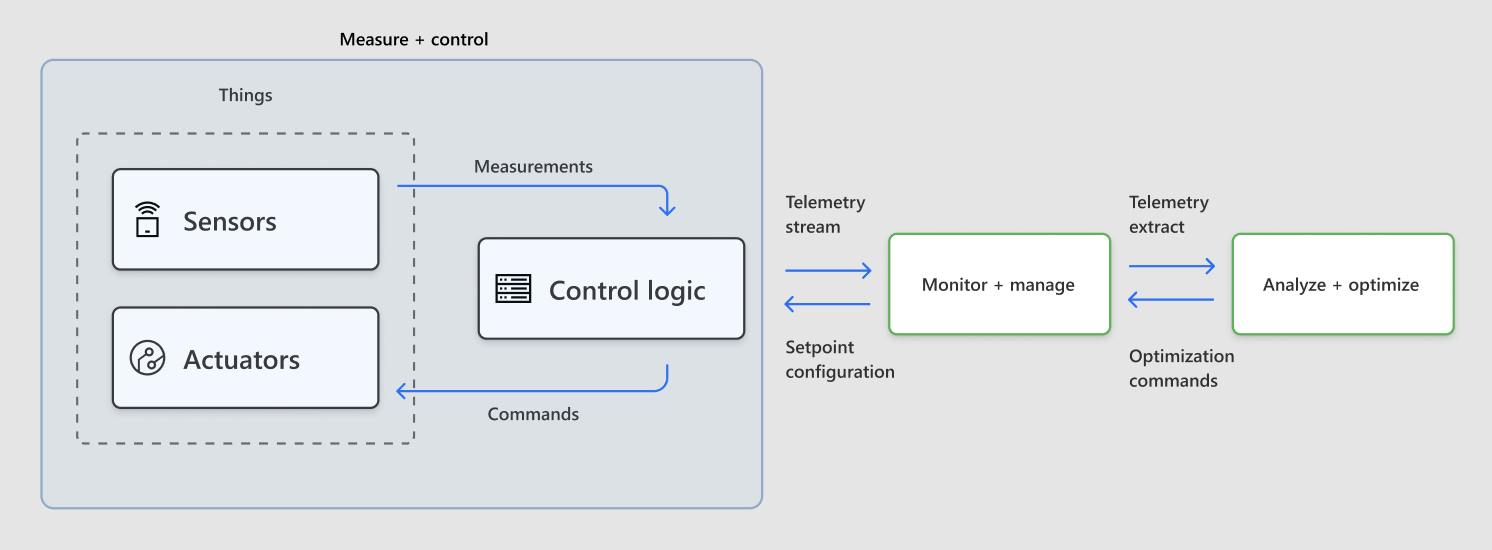 Measure + control
Things
Sensors
Actuators
Measurements
Control logic
Commands
Telemetry
stream
Setpoint
configuration
Monitor + manage
Telemetry
extract
Optimization
commands
Analyze + optimize